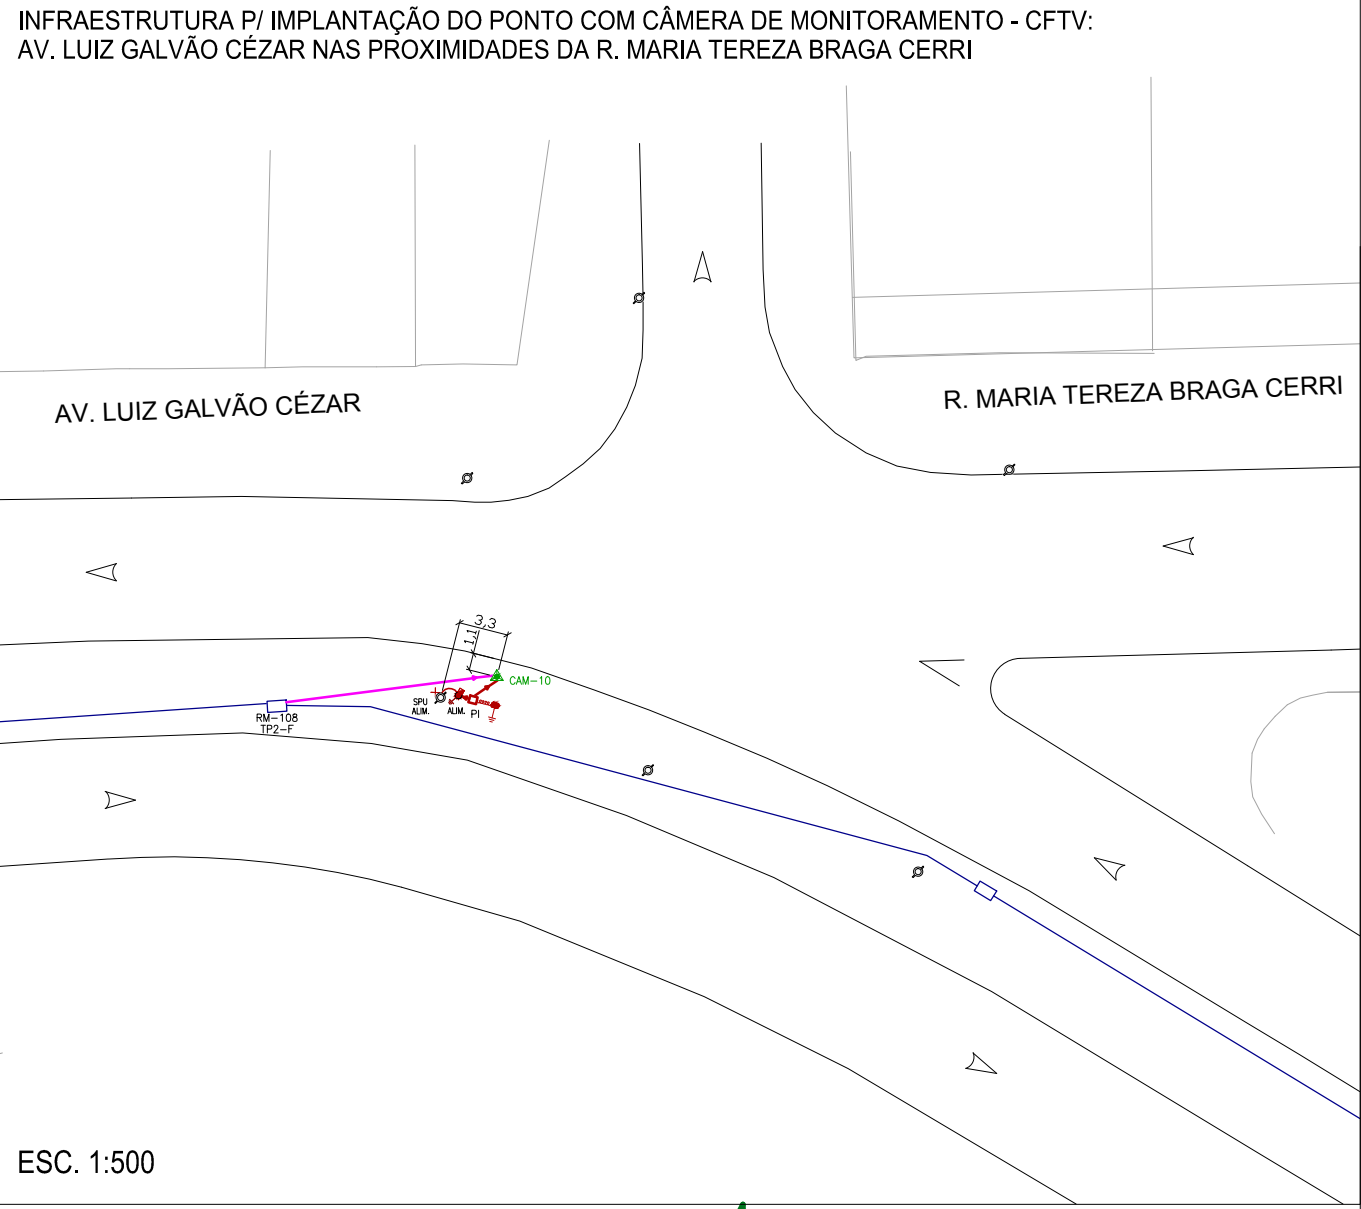 INFRAESTRUTURA P/ IMPLANTAÇÃO DO PONTO COM CÂMERA DE MONITORAMENTO - CFTV:
AV. LUIZ GALVÃO CÉZAR NAS PROXIMIDADES DA R. MARIA TEREZA BRAGA CERRI
AV. LUIZ GALVÃO CÉZAR
R. MARIA TEREZA BRAGA CERRI
3,3
1,1
CAM-10
SPU
ALIM.
ALIM.
PI
RM-108
TP2-F
ESC. 1:500